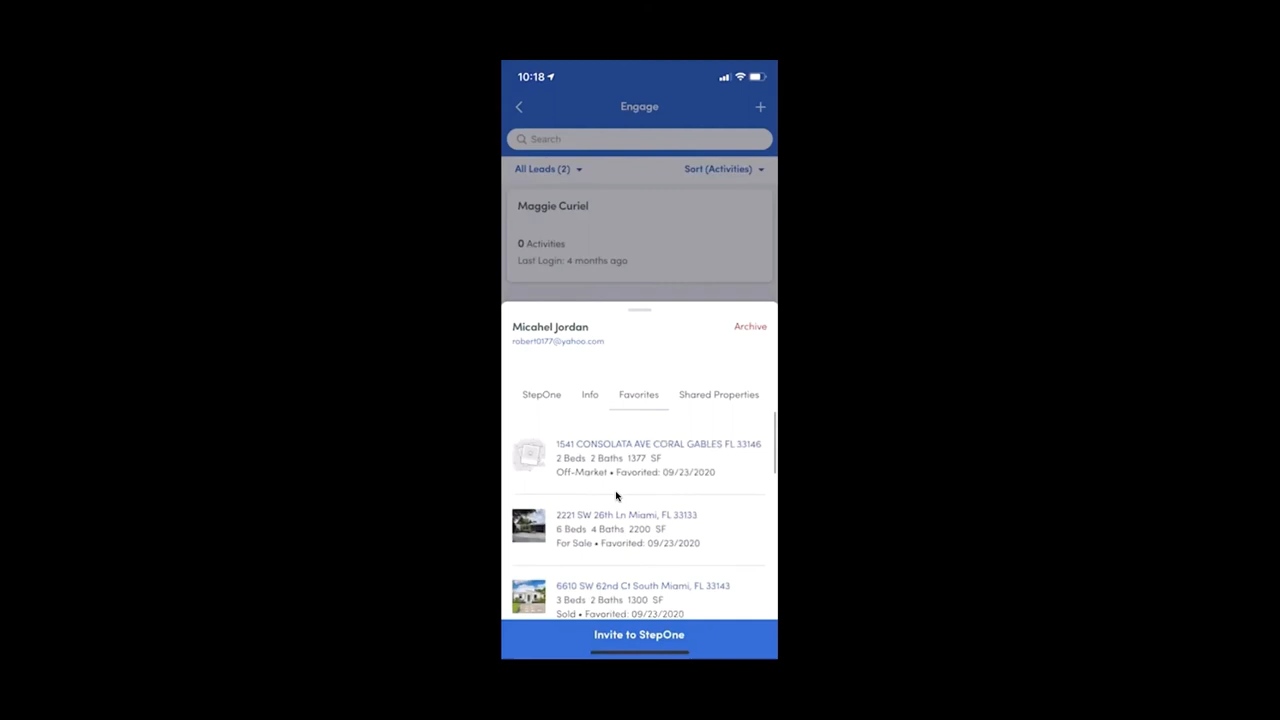 10:18
Engage
Search
All Leads (2)
Sort (Activities)
Maggie Curiel
0 Activities
Last Login: 4 months ago
Micahel Jordan
Archive
robert0177@yahoo.com
StepOne
Info
Favorites
Shared Properties
1541 CONSOLATA AVE CORAL GABLES FL 33146
2 Beds 2 Baths 1377 SF
Off-Market • Favorited: 09/23/2020
2221 SW 26th Ln Miami, FL 33133
6 Beds 4 Baths 2200 SF
For Sale • Favorited: 09/23/2020
6610 SW 62nd Ct South Miami, FL 33143
3 Beds 2 Baths 1300 SF
Sold • Favorited: 09/23/2020
Invite to StepOne